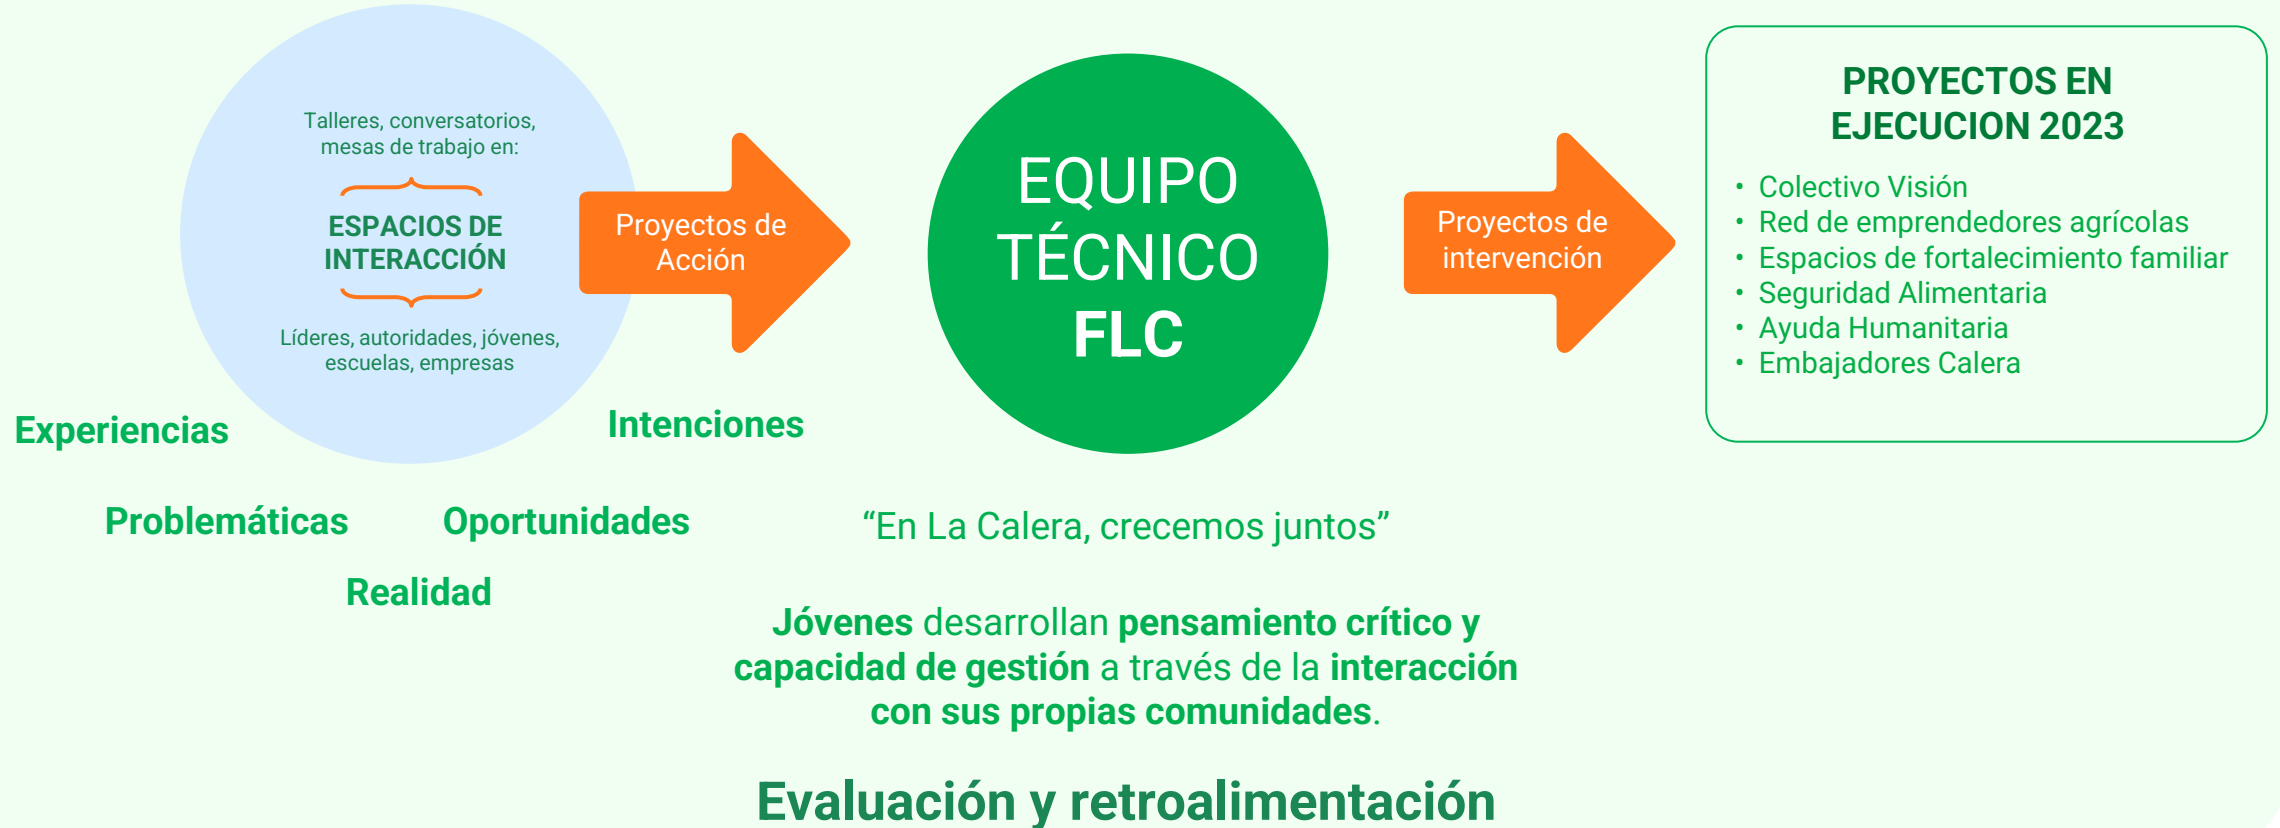 Talleres, conversatorios,
mesas de trabajo en:
ESPACIOS DE
INTERACCIÓN
Líderes, autoridades, jóvenes,
escuelas, empresas
Experiencias
Problemáticas
Realidad
Oportunidades
Intenciones
Proyectos de
Acción
EQUIPO
TÉCNICO
FLC
Proyectos de
intervención
PROYECTOS EN
EJECUCION 2023
• Colectivo Visión
• Red de emprendedores agrícolas
• Espacios de fortalecimiento familiar
• Seguridad Alimentaria
• Ayuda Humanitaria
• Embajadores Calera
“En La Calera, crecemos juntos”
Jóvenes desarrollan pensamiento crítico y
capacidad de gestión a través de la interacción
con sus propias comunidades.
Evaluación y retroalimentación